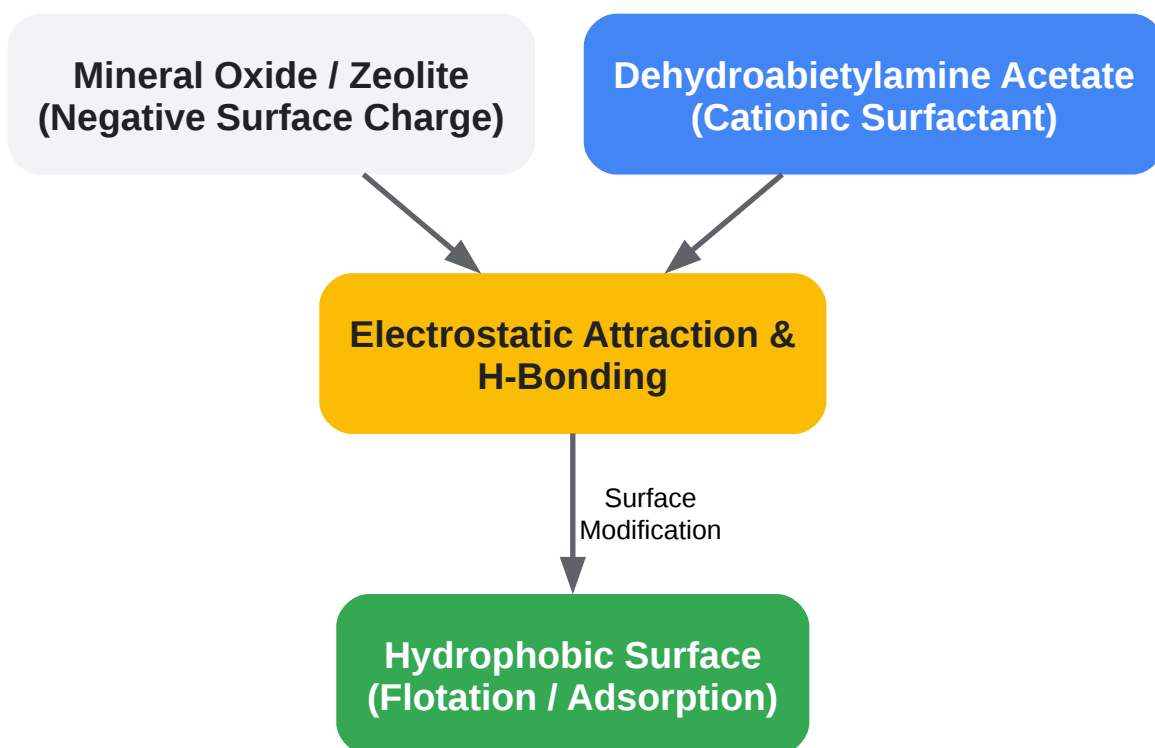 Mineral Oxide / Zeolite
(Negative Surface Charge)
Dehydroabietylamine Acetate
(Cationic Surfactant)
Electrostatic Attraction &
H-Bonding
Surface
Modification
Hydrophobic Surface
(Flotation / Adsorption)